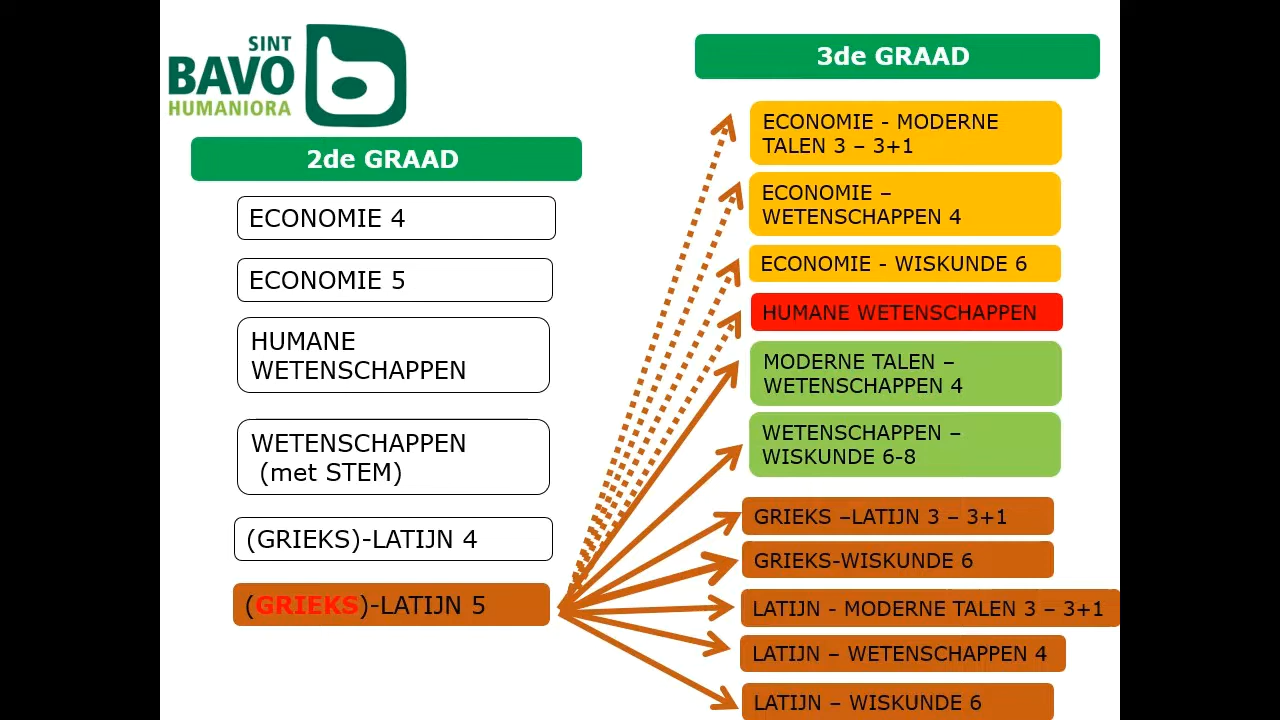 SINT
BAVO
HUMANIORA
2de GRAAD
ECONOMIE 4
ECONOMIE 5
HUMANE
WETENSCHAPPEN
WETENSCHAPPEN
(met STEM)
(GRIEKS)-LATIJN 4
(GRIEKS)-LATIJN 5
3de GRAAD
ECONOMIE - MODERNE
TALEN 3 – 3+1
ECONOMIE –
WETENSCHAPPEN 4
ECONOMIE - WISKUNDE 6
HUMANE WETENSCHAPPEN
MODERNE TALEN –
WETENSCHAPPEN 4
WETENSCHAPPEN –
WISKUNDE 6-8
GRIEKS –LATIJN 3 – 3+1
GRIEKS-WISKUNDE 6
LATIJN - MODERNE TALEN 3 – 3+1
LATIJN – WETENSCHAPPEN 4
LATIJN – WISKUNDE 6